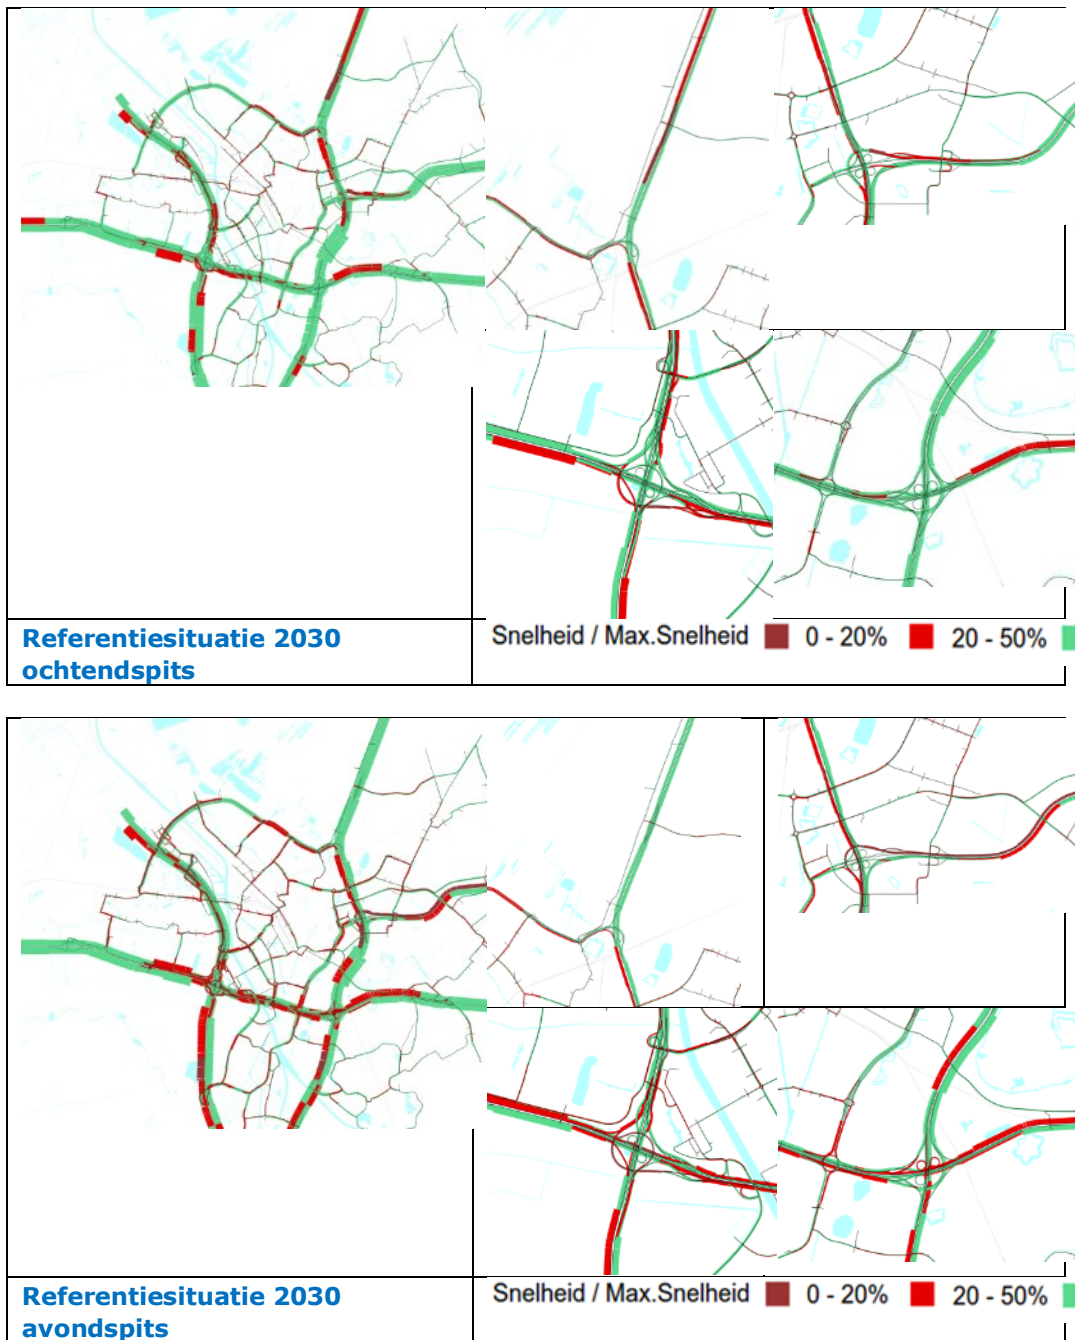 Referentiesituatie 2030
ochtendspits
Snelheid / Max.Snelheid 0 - 20% 20 - 50%
Referentiesituatie 2030
avondspits
Snelheid / Max.Snelheid 0 - 20% 20 - 50%